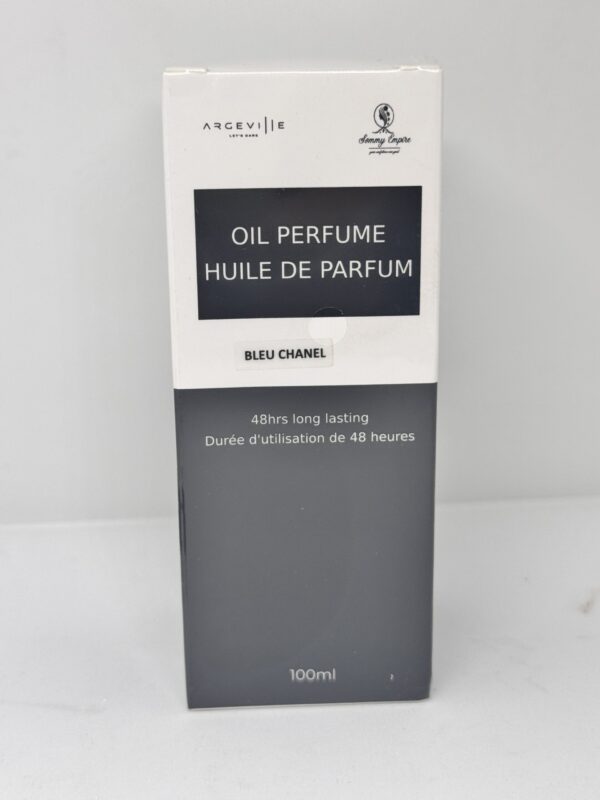 ARGEVILLE
LET'S CARE
Sommy Empire
OIL PERFUME
HUILE DE PARFUM
BLEU CHANEL
48hrs long lasting
Durée d'utilisation de 48 heures
100ml